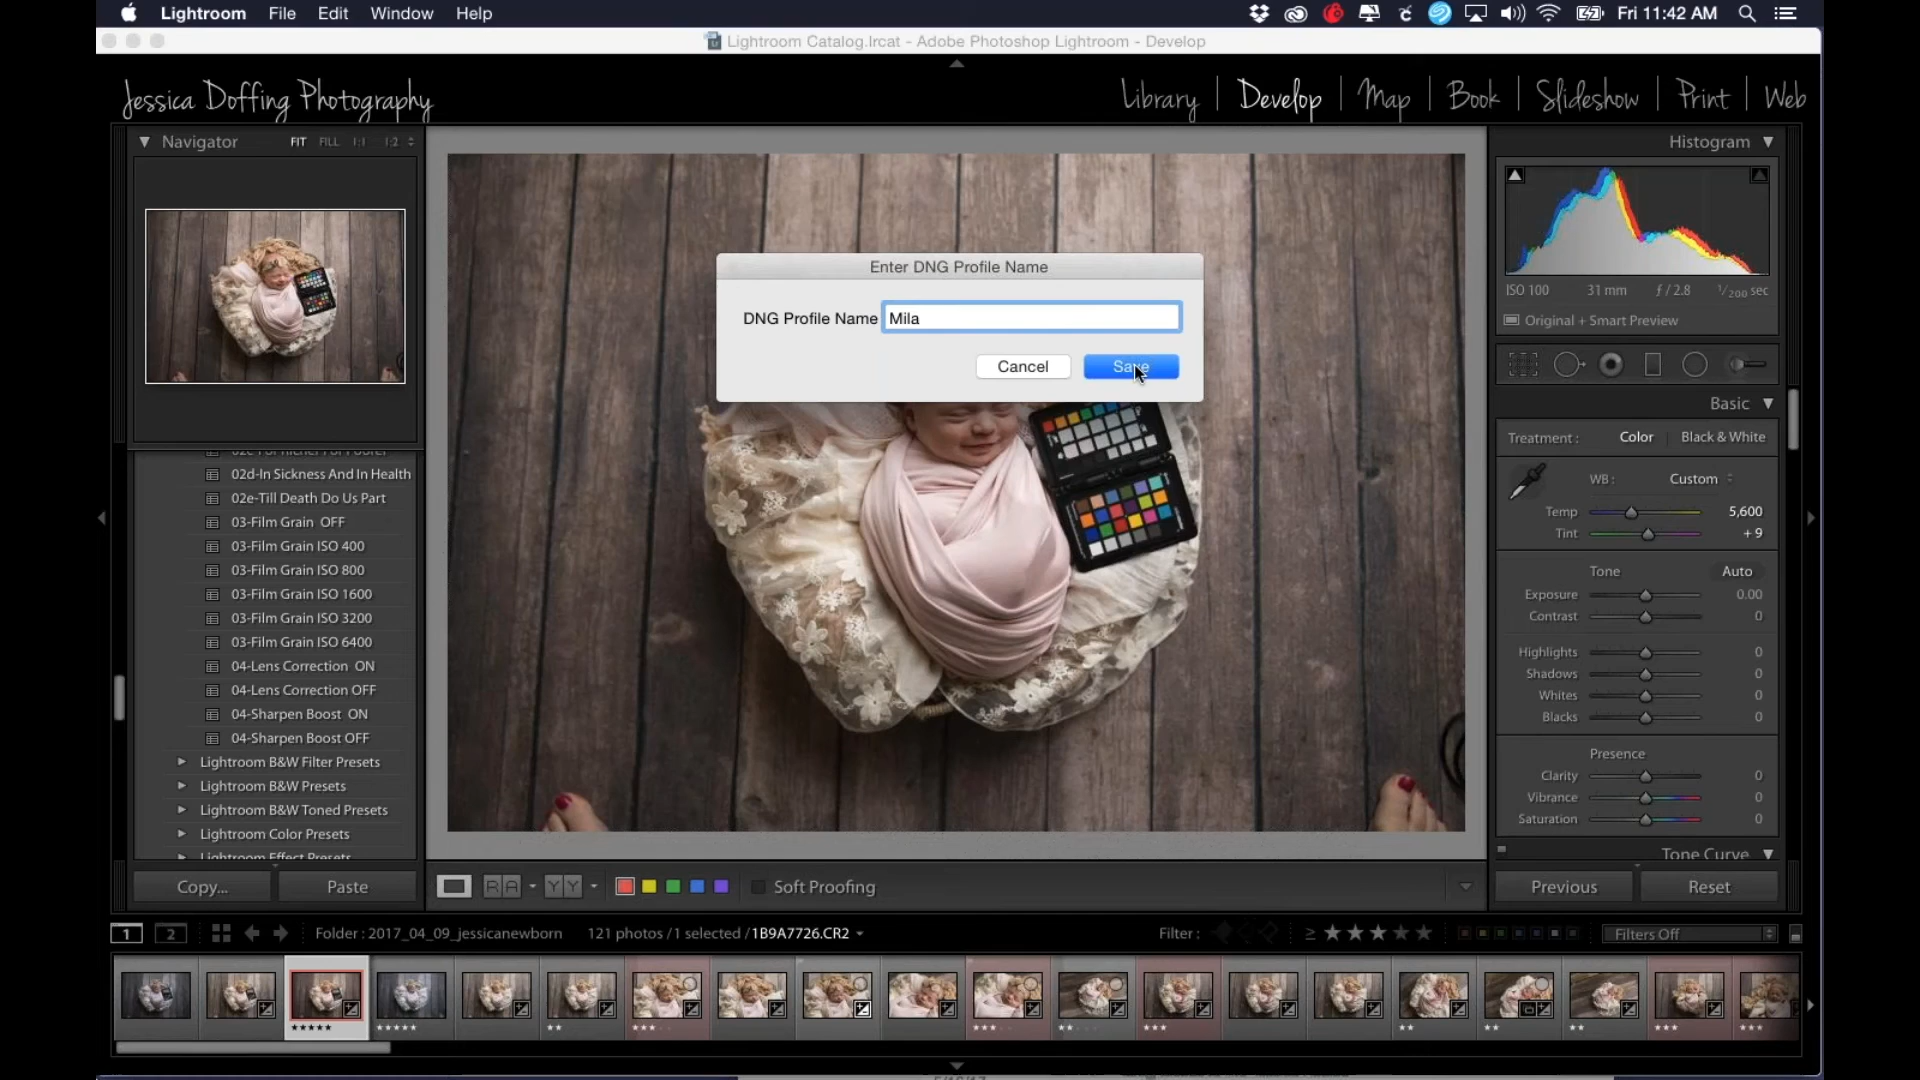 Lightroom File Edit Window Help Fri 11:42 AM
Lightroom Catalog.lrcat - Adobe Photoshop Lightroom - Develop
Jessica Doffing Photography
Library | Develop | Map | Book | Slideshow | Print | Web
Navigator FIT FILL 1:1 1:2
Histogram
ISO 100 31 mm f / 2.8 1/200 sec
Original + Smart Preview
Enter DNG Profile Name
DNG Profile Name Mila
Cancel Save
Basic
Treatment : Color Black & White
WB : Custom
Temp 5,600
Tint + 9
Tone Auto
Exposure 0.00
Contrast 0
Highlights 0
Shadows 0
Whites 0
Blacks 0
Presence
Clarity 0
Vibrance 0
Saturation 0
Tone Curve
02d-In Sickness And In Health
02e-Till Death Do Us Part
03-Film Grain OFF
03-Film Grain ISO 400
03-Film Grain ISO 800
03-Film Grain ISO 1600
03-Film Grain ISO 3200
03-Film Grain ISO 6400
04-Lens Correction ON
04-Lens Correction OFF
04-Sharpen Boost ON
04-Sharpen Boost OFF
Lightroom B&W Filter Presets
Lightroom B&W Presets
Lightroom B&W Toned Presets
Lightroom Color Presets
Lightroom Effect Presets
Copy... Paste
R A Y Y Soft Proofing
Previous Reset
1 2 Folder : 2017_04_09_jessicanewborn 121 photos / 1 selected / 1B9A7726.CR2
Filter : ≥ ★★★★★ Filters Off